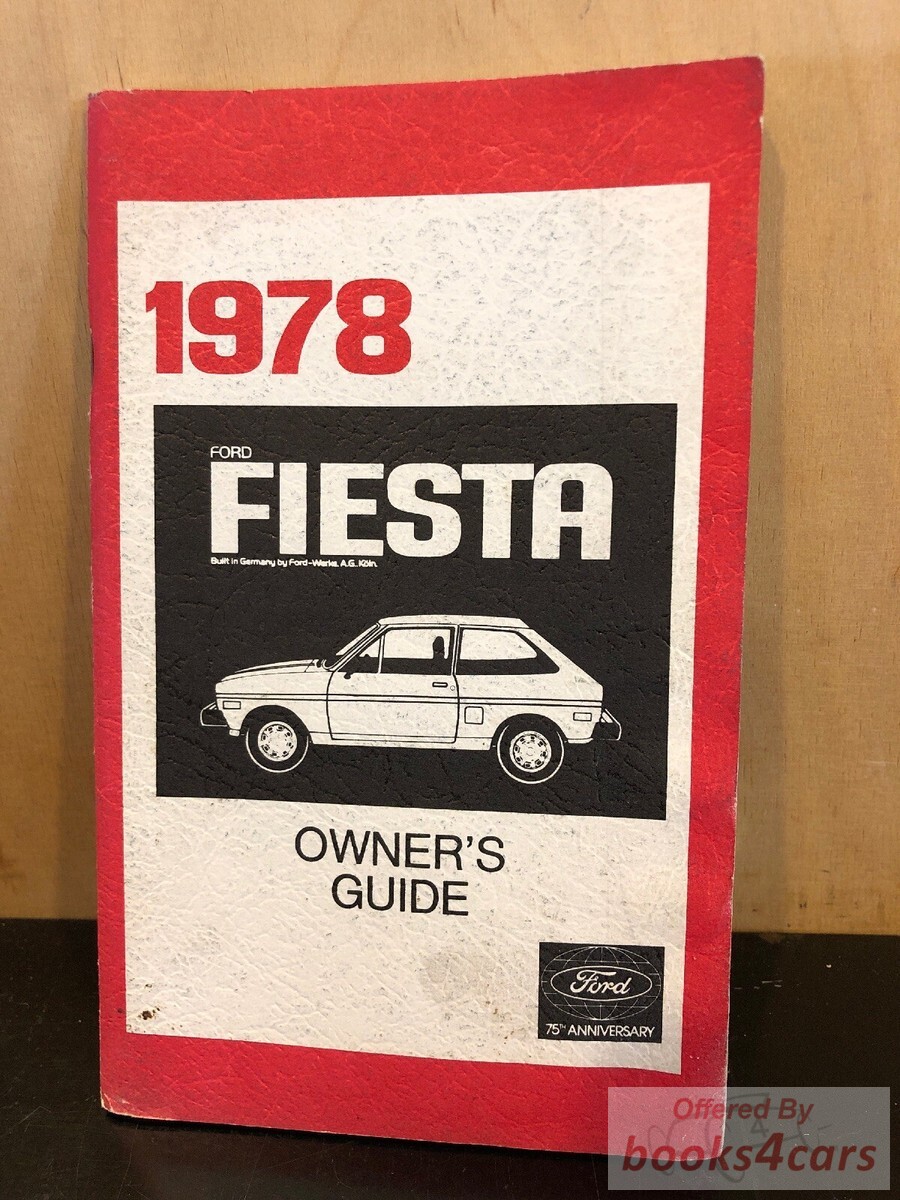 1978
FORD
FIESTA
Built in Germany by Ford-Werke. A.G. Köln.
OWNER'S
GUIDE
Ford
75TH ANNIVERSARY
Offered By
books4cars